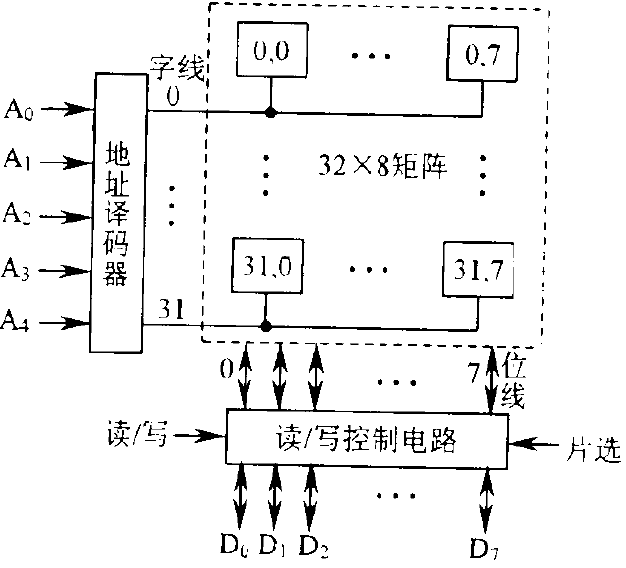 0,0 … 0,7
字线
0
A0
A1
地址译码器
32×8矩阵
A2
A3
31,0 … 31,7
A4
31
0 … 7 位线
读/写
读/写控制电路
片选
D0 D1 D2 … D7